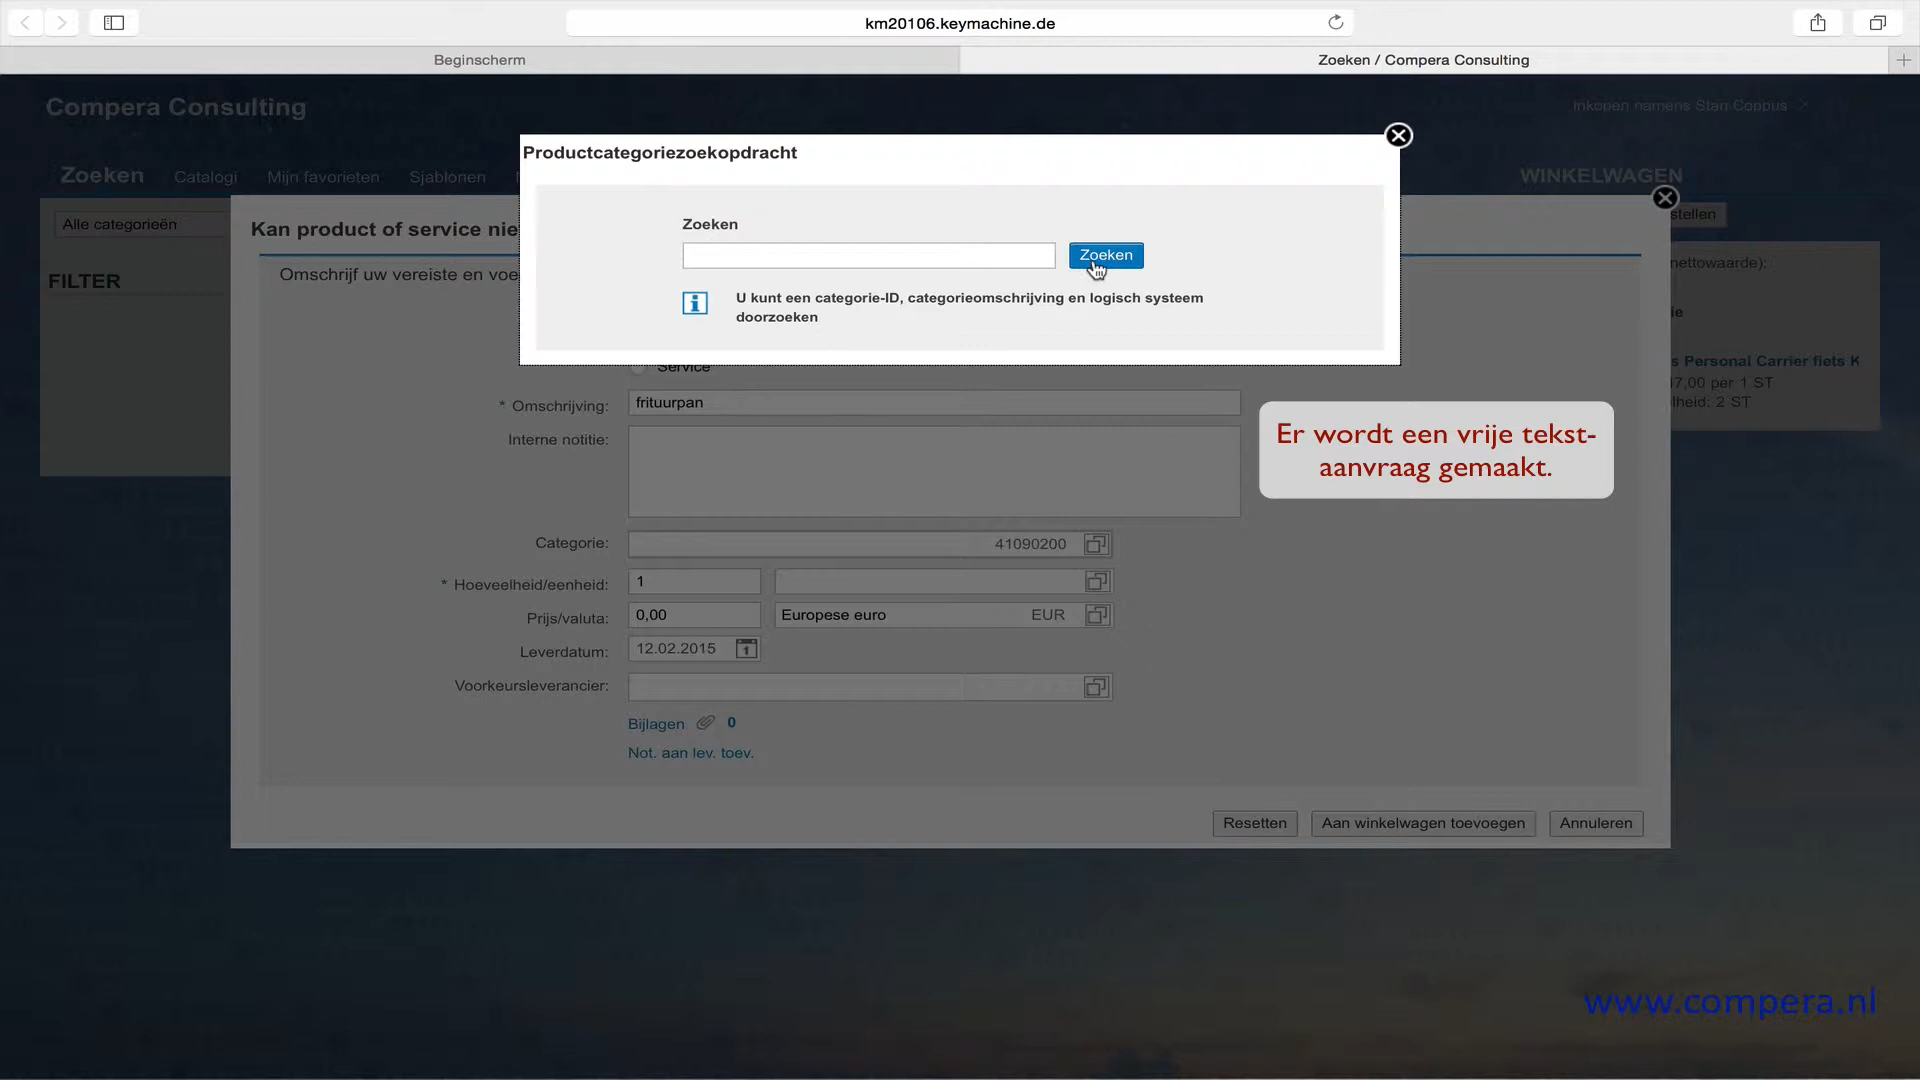 km20106.keymachine.de
Beginscherm
Zoeken / Compera Consulting
Compera Consulting
Inkopen namens Stan Coppus
Productcategoriezoekopdracht
Zoeken Catalogi Mijn favorieten Sjablonen
WINKELWAGEN
Alle categorieën
stellen
Kan product of service nie
Zoeken
Zoeken
Omschrijf uw vereiste en voe
nettowaarde):
FILTER
U kunt een categorie-ID, categorieomschrijving en logisch systeem
doorzoeken
ie
s Personal Carrier fiets K
Service
7,00 per 1 ST
lheid: 2 ST
* Omschrijving: frituurpan
Er wordt een vrije tekst-
aanvraag gemaakt.
Interne notitie:
Categorie: 41090200
* Hoeveelheid/eenheid: 1
Prijs/valuta: 0,00 Europese euro EUR
Leverdatum: 12.02.2015
Voorkeursleverancier:
Bijlagen 0
Not. aan lev. toev.
Resetten Aan winkelwagen toevoegen Annuleren
www.compera.nl